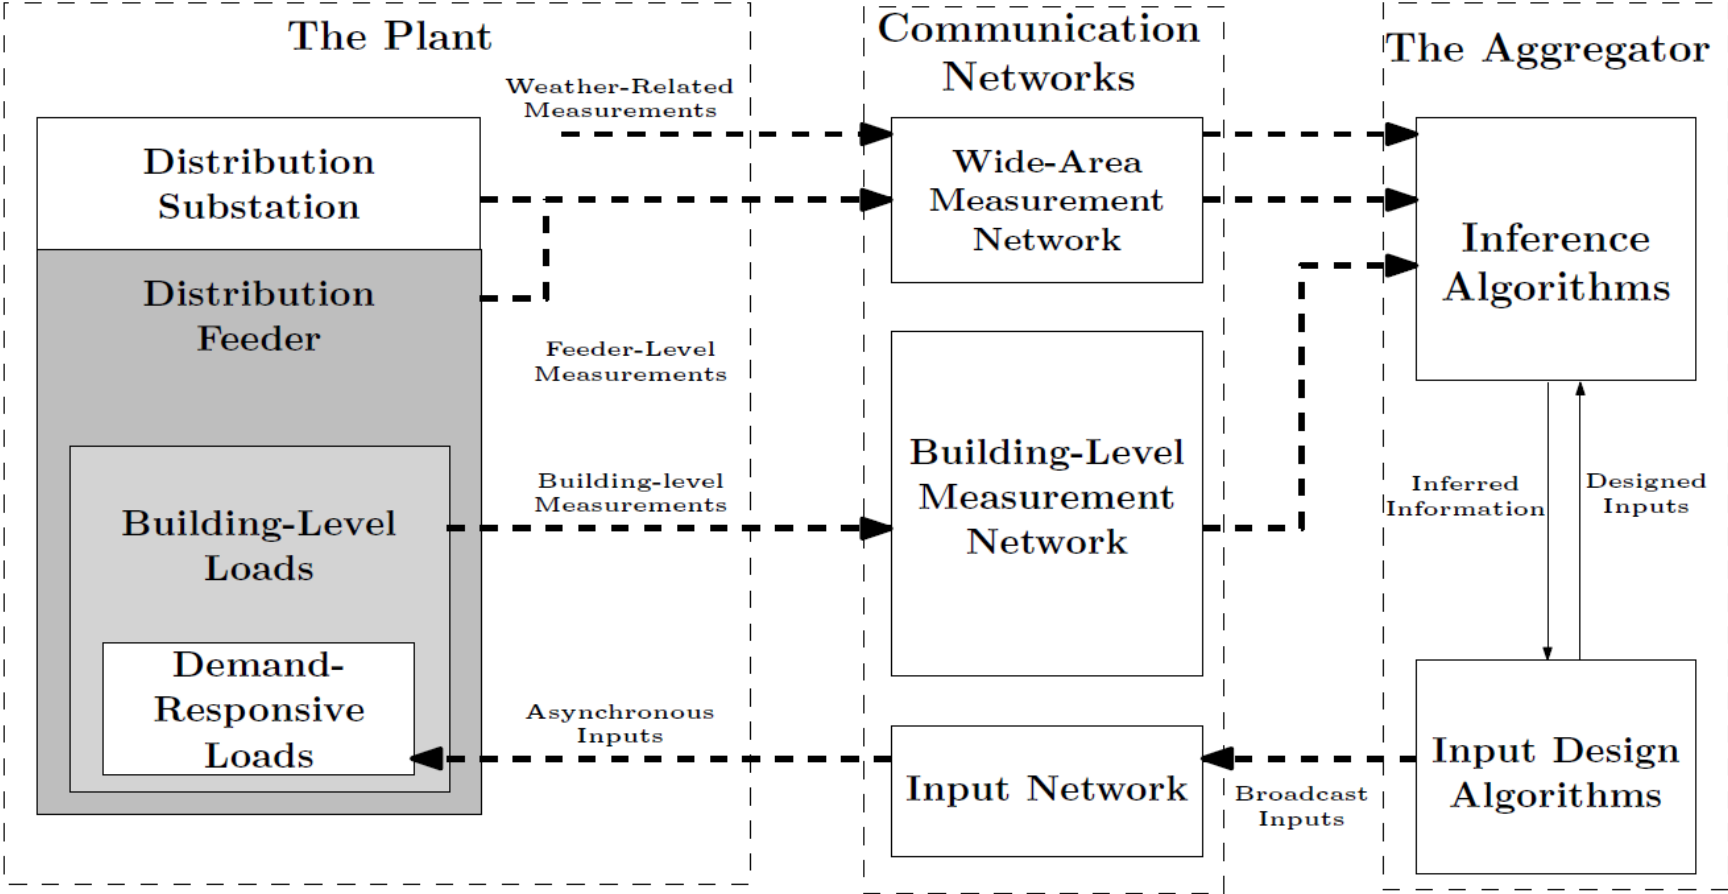 The Plant
Weather-Related
Measurements
Distribution
Substation
Distribution
Feeder
Feeder-Level
Measurements
Building-level
Measurements
Building-Level
Loads
Demand-
Responsive
Loads
Asynchronous
Inputs
Communication
Networks
Wide-Area
Measurement
Network
Building-Level
Measurement
Network
Input Network
Broadcast
Inputs
The Aggregator
Inference
Algorithms
Inferred
Information
Designed
Inputs
Input Design
Algorithms